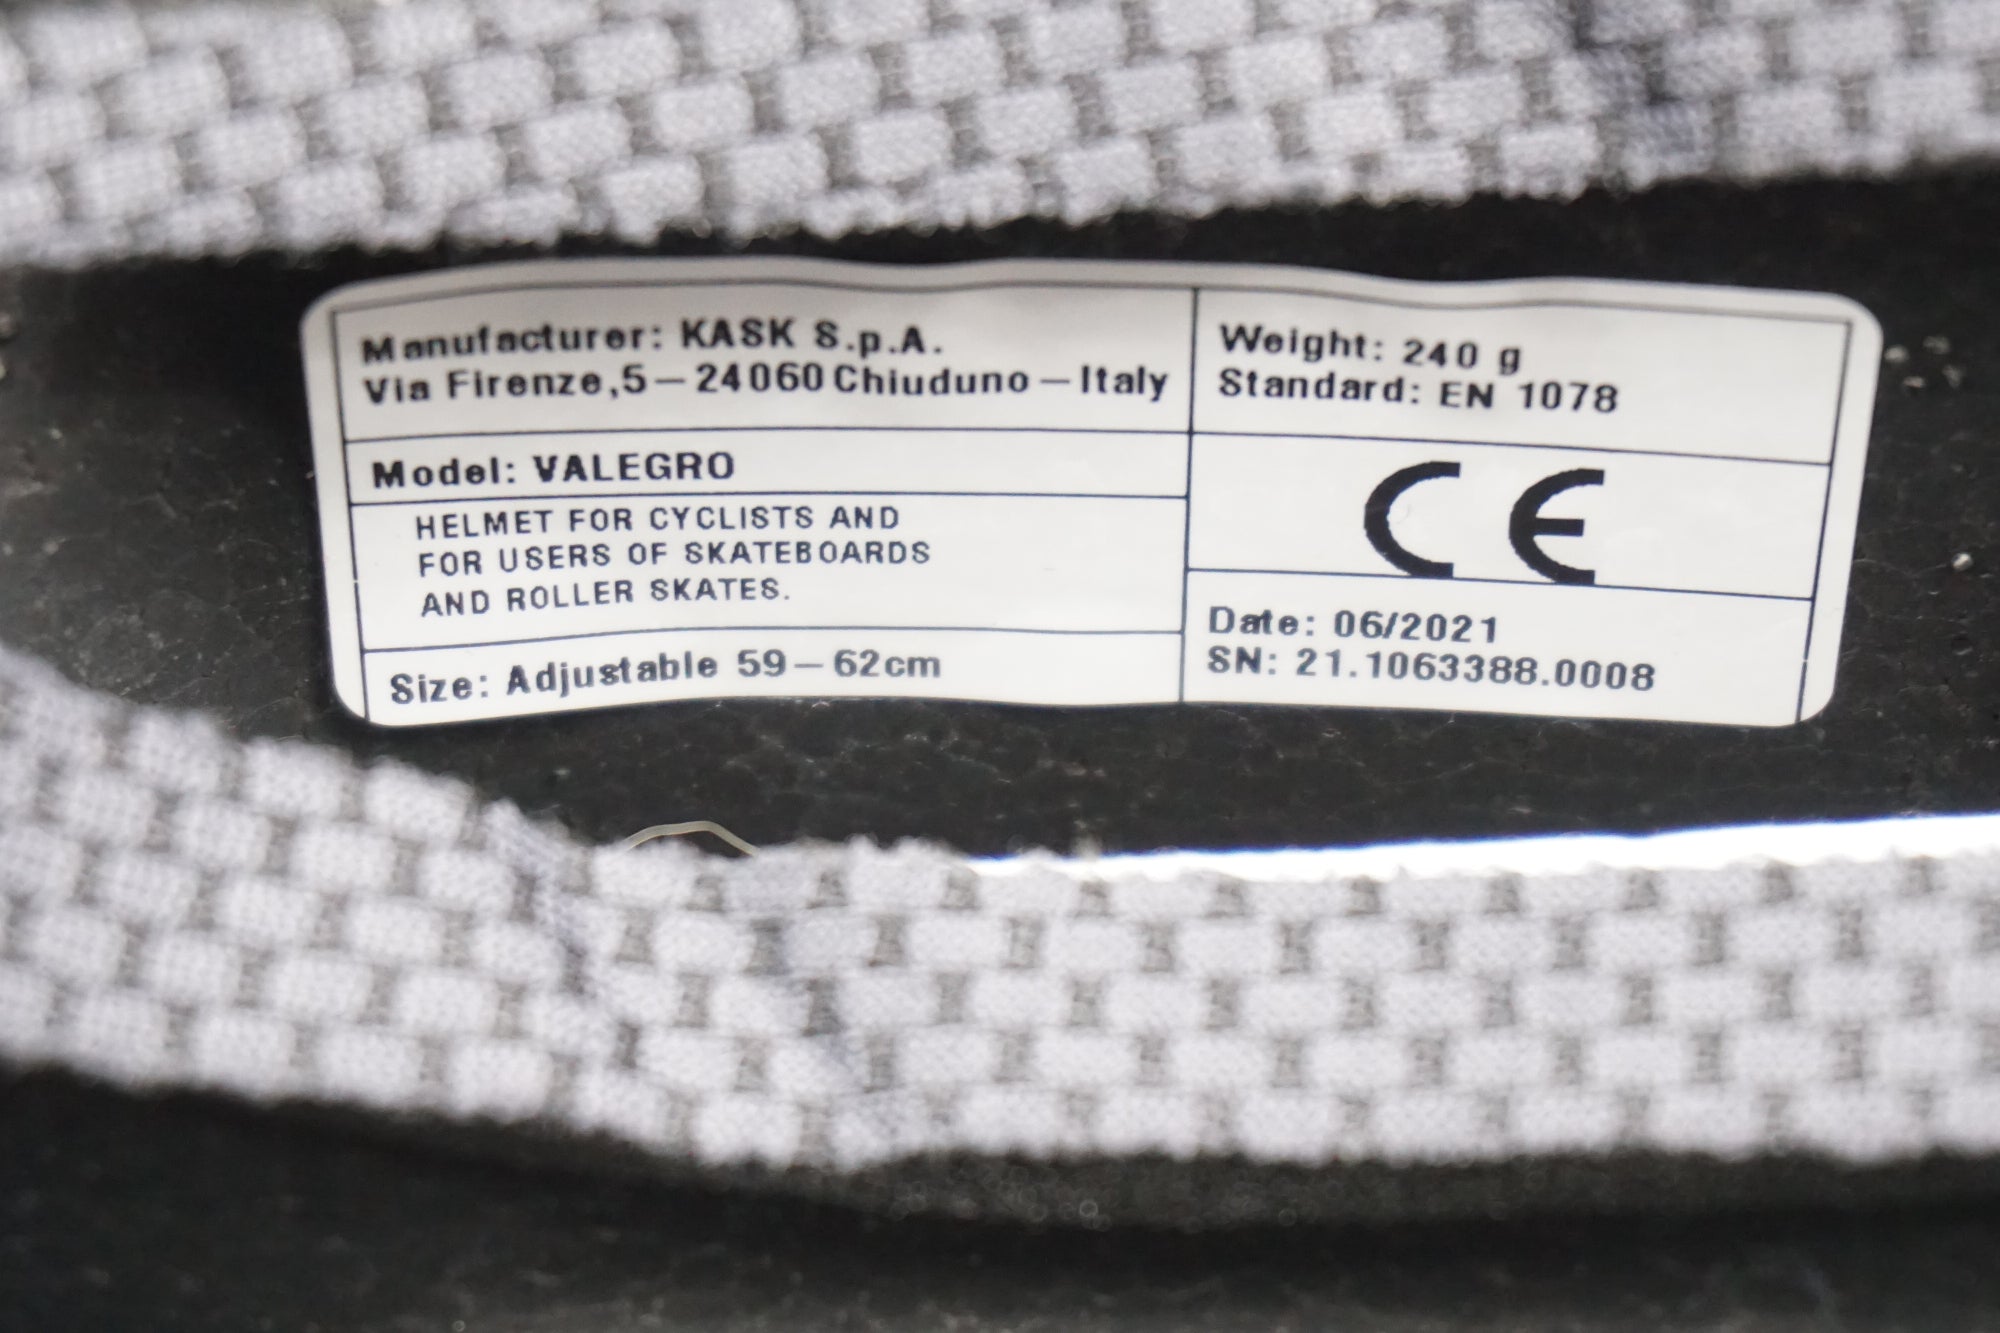 Manufacturer: KASK S.p.A.
Via Firenze,5 – 24060 Chiuduno – Italy
Model: VALEGRO
HELMET FOR CYCLISTS AND
FOR USERS OF SKATEBOARDS
AND ROLLER SKATES.
Size: Adjustable 59 – 62cm
Weight: 240 g
Standard: EN 1078
CE
Date: 06/2021
SN: 21.1063388.0008